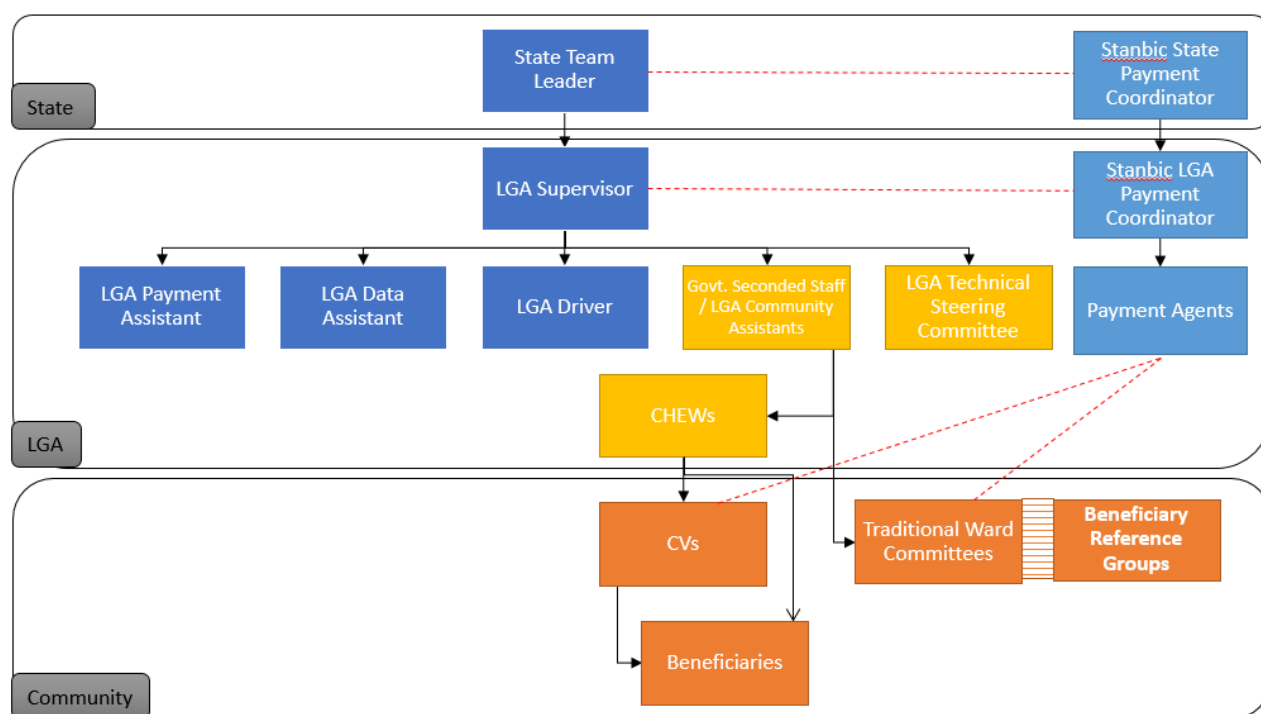 State Team
Leader
Stanbic State
Payment
Coordinator
State
LGA Supervisor
Stanbic LGA
Payment
Coordinator
LGA Payment
Assistant
LGA Data
Assistant
LGA Driver
Govt. Seconded Staff
/ LGA Community
Assistants
LGA Technical
Steering
Committee
Payment Agents
CHEWs
LGA
CVs
Traditional Ward
Committees
Beneficiary
Reference
Groups
Beneficiaries
Community